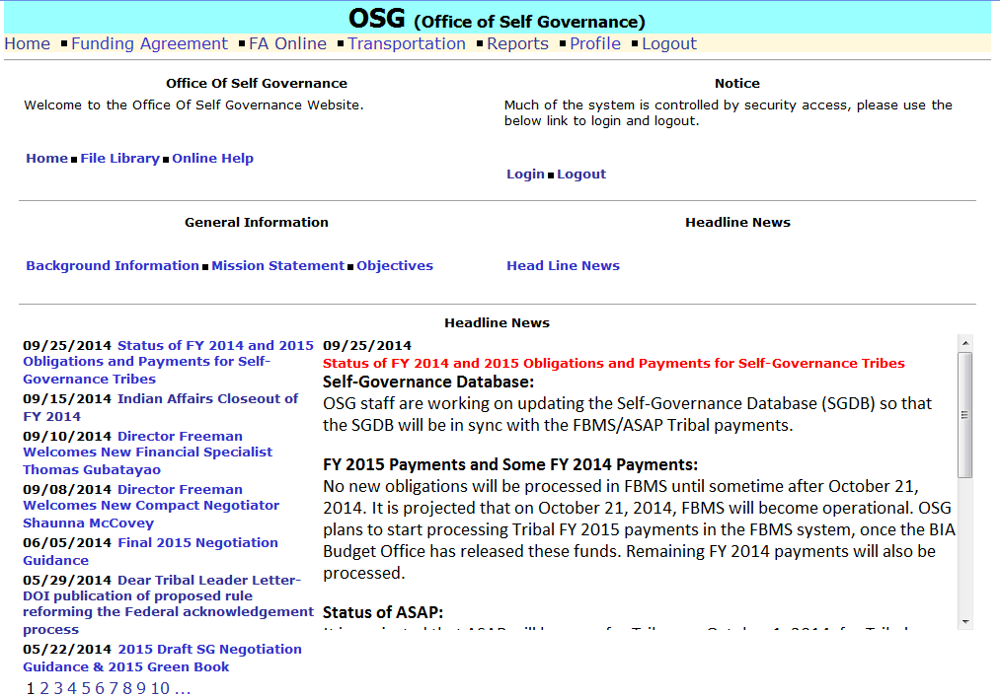 OSG (Office of Self Governance)
Home ▪ Funding Agreement ▪ FA Online ▪ Transportation ▪ Reports ▪ Profile ▪ Logout
Office Of Self Governance
Welcome to the Office Of Self Governance Website.
Home ▪ File Library ▪ Online Help
Notice
Much of the system is controlled by security access, please use the
below link to login and logout.
Login ▪ Logout
General Information
Background Information ▪ Mission Statement ▪ Objectives
Headline News
Head Line News
Headline News
09/25/2014 Status of FY 2014 and 2015
Obligations and Payments for Self-
Governance Tribes
09/15/2014 Indian Affairs Closeout of
FY 2014
09/10/2014 Director Freeman
Welcomes New Financial Specialist
Thomas Gubatayao
09/08/2014 Director Freeman
Welcomes New Compact Negotiator
Shaunna McCovey
06/05/2014 Final 2015 Negotiation
Guidance
05/29/2014 Dear Tribal Leader Letter-
DOI publication of proposed rule
reforming the Federal acknowledgement
process
05/22/2014 2015 Draft SG Negotiation
Guidance & 2015 Green Book
1 2 3 4 5 6 7 8 9 10 ...
09/25/2014
Status of FY 2014 and 2015 Obligations and Payments for Self-Governance Tribes
Self-Governance Database:
OSG staff are working on updating the Self-Governance Database (SGDB) so that
the SGDB will be in sync with the FBMS/ASAP Tribal payments.
FY 2015 Payments and Some FY 2014 Payments:
No new obligations will be processed in FBMS until sometime after October 21,
2014. It is projected that on October 21, 2014, FBMS will become operational. OSG
plans to start processing Tribal FY 2015 payments in the FBMS system, once the BIA
Budget Office has released these funds. Remaining FY 2014 payments will also be
processed.
Status of ASAP: